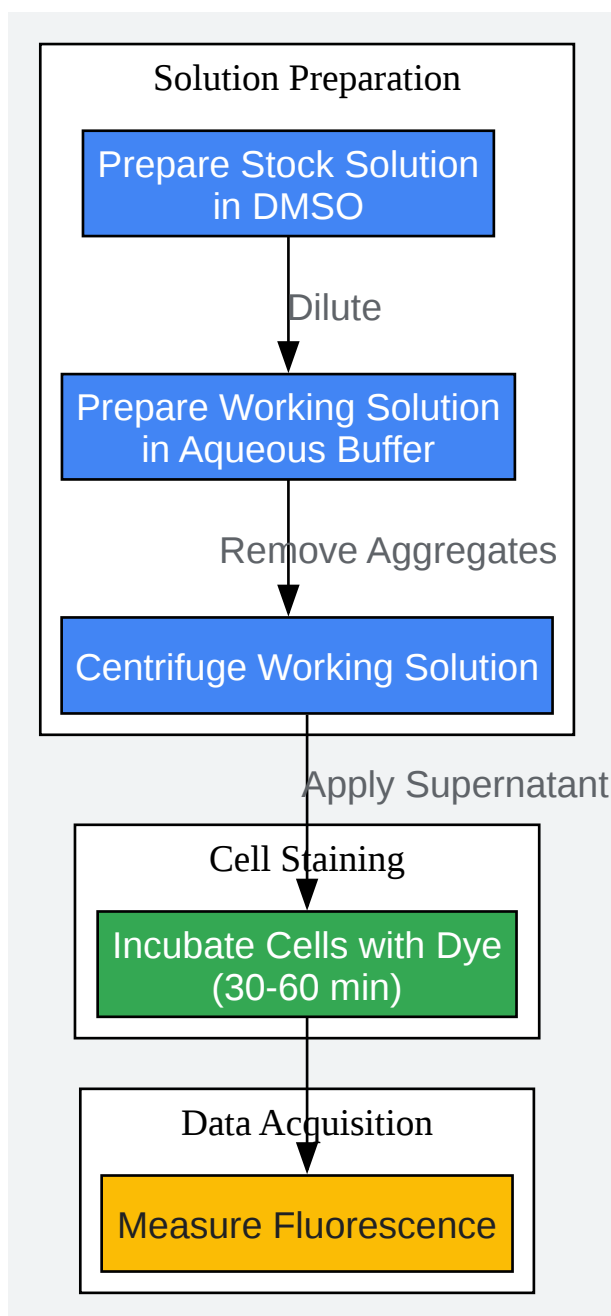 Solution Preparation
Prepare Stock Solution
in DMSO
Dilute
Prepare Working Solution
in Aqueous Buffer
Remove Aggregates
Centrifuge Working Solution
Apply Supernatant
Cell Staining
Incubate Cells with Dye
(30-60 min)
Data Acquisition
Measure Fluorescence